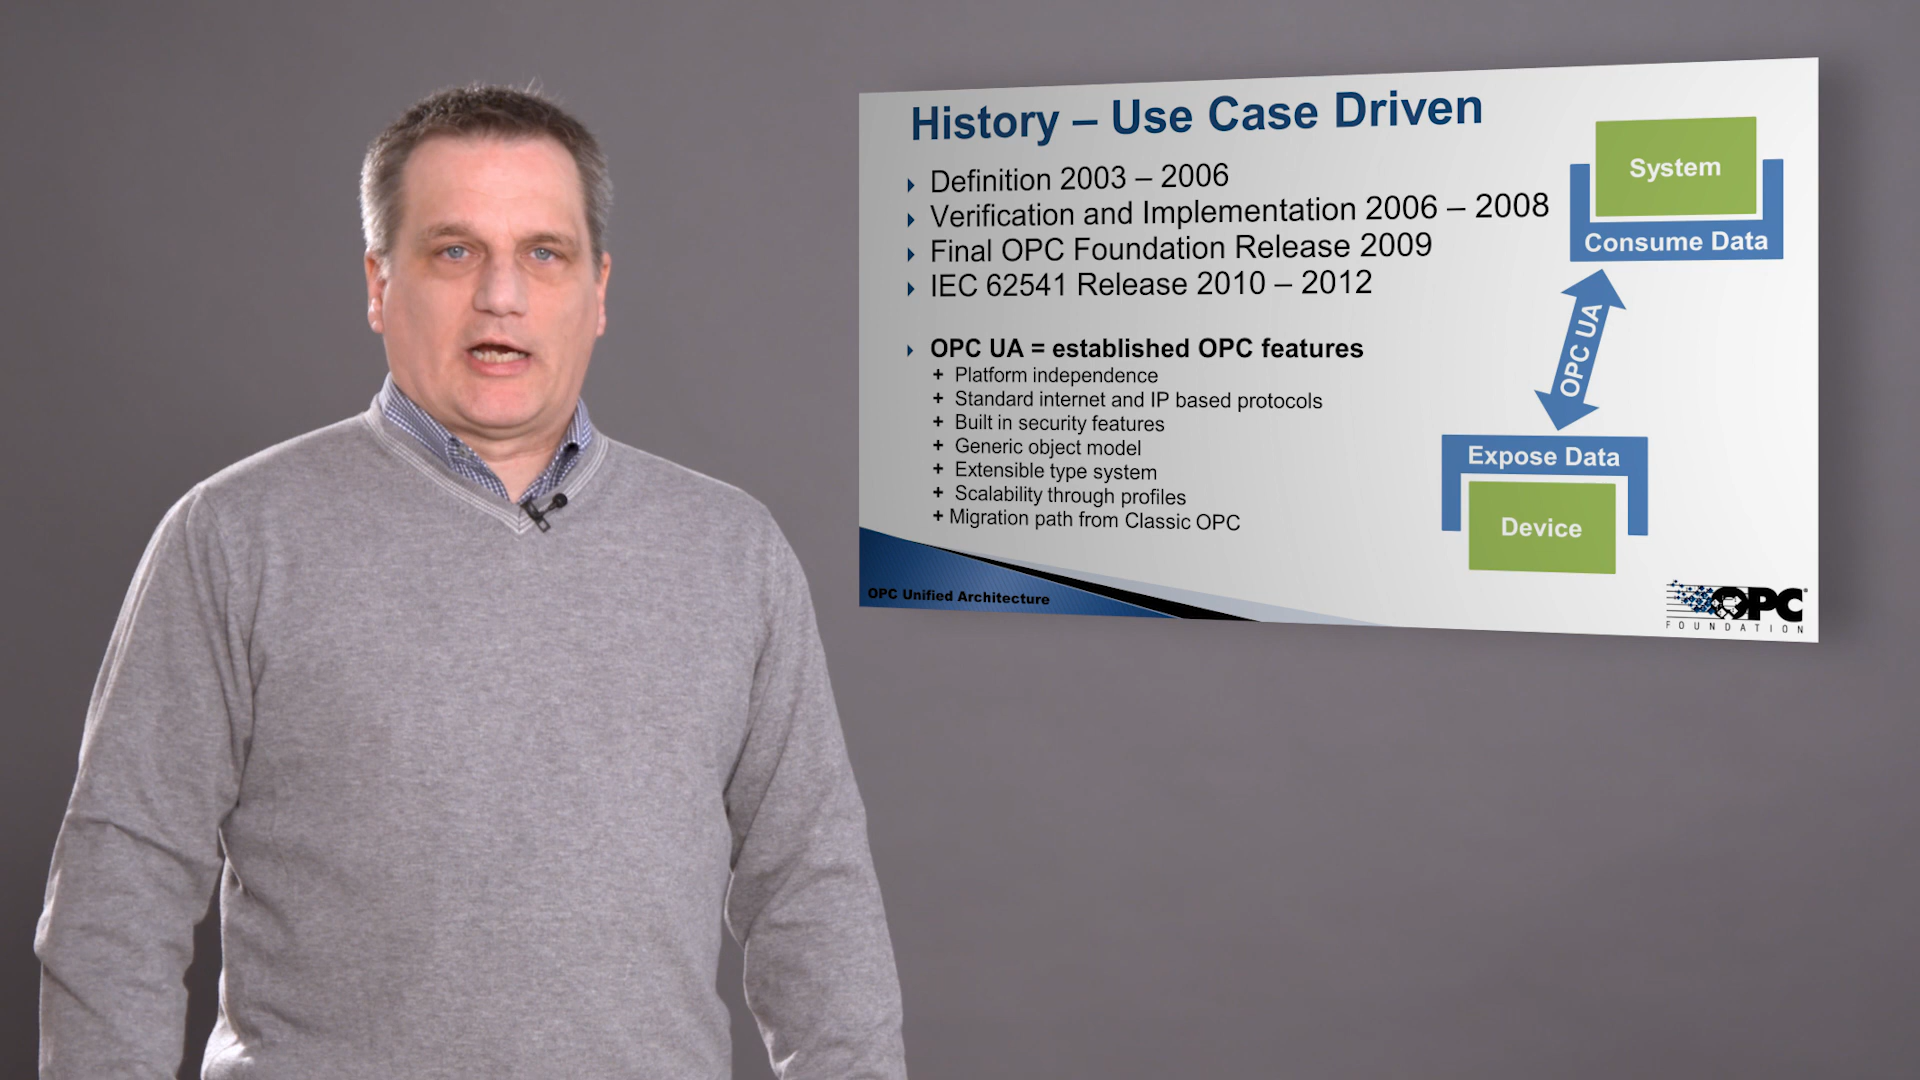 History – Use Case Driven
Definition 2003 – 2006
Verification and Implementation 2006 – 2008
Final OPC Foundation Release 2009
IEC 62541 Release 2010 – 2012
OPC UA = established OPC features
+ Platform independence
+ Standard internet and IP based protocols
+ Built in security features
+ Generic object model
+ Extensible type system
+ Scalability through profiles
+ Migration path from Classic OPC
System
Consume Data
OPC UA
Expose Data
Device
OPC Unified Architecture
OPC
FOUNDATION